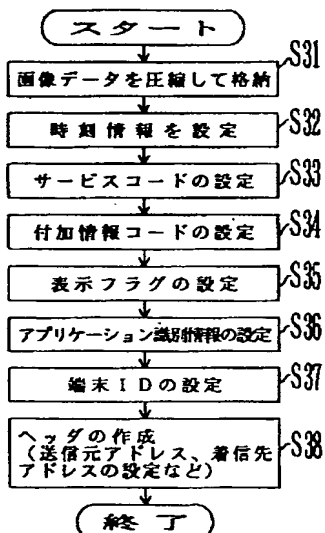 スタート
S31
画像データを圧縮して格納
S32
時刻情報を設定
S33
サービスコードの設定
S34
付加情報コードの設定
S35
表示フラグの設定
S36
アプリケーション識別情報の設定
S37
端末IDの設定
S38
ヘッダの作成
(送信元アドレス、着信先
アドレスの設定など)
終了